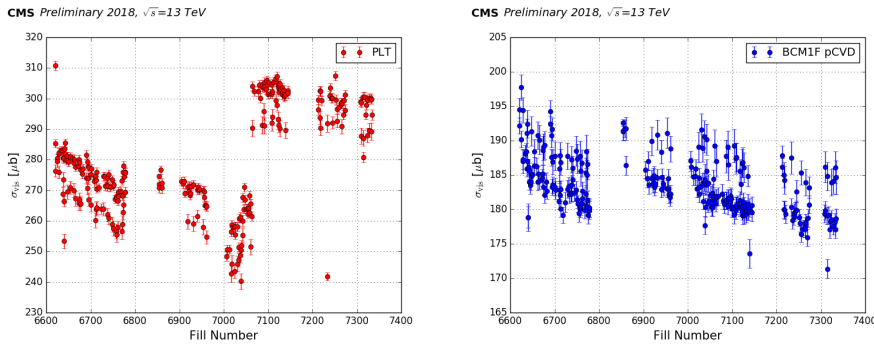 CMS Preliminary 2018, √s=13 TeV
PLT
320
310
300
290
280
270
260
250
240
230
σvis [μb]
6600 6700 6800 6900 7000 7100 7200 7300 7400
Fill Number
CMS Preliminary 2018, √s=13 TeV
BCM1F pCVD
205
200
195
190
185
180
175
170
165
σvis [μb]
6600 6700 6800 6900 7000 7100 7200 7300 7400
Fill Number